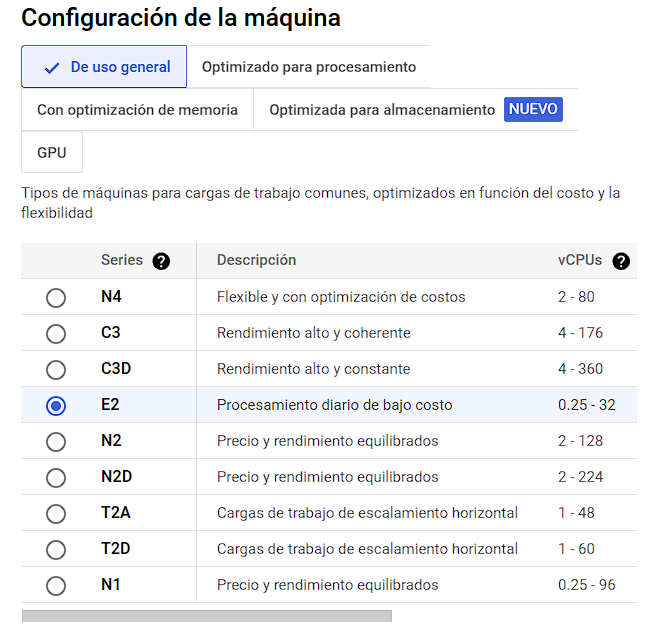 Configuración de la máquina
De uso general
Optimizado para procesamiento
Con optimización de memoria
Optimizada para almacenamiento NUEVO
GPU
Tipos de máquinas para cargas de trabajo comunes, optimizados en función del costo y la
flexibilidad
Series ? Descripción vCPUs ?
N4 Flexible y con optimización de costos 2 - 80
C3 Rendimiento alto y coherente 4 - 176
C3D Rendimiento alto y constante 4 - 360
E2 Procesamiento diario de bajo costo 0.25 - 32
N2 Precio y rendimiento equilibrados 2 - 128
N2D Precio y rendimiento equilibrados 2 - 224
T2A Cargas de trabajo de escalamiento horizontal 1 - 48
T2D Cargas de trabajo de escalamiento horizontal 1 - 60
N1 Precio y rendimiento equilibrados 0.25 - 96